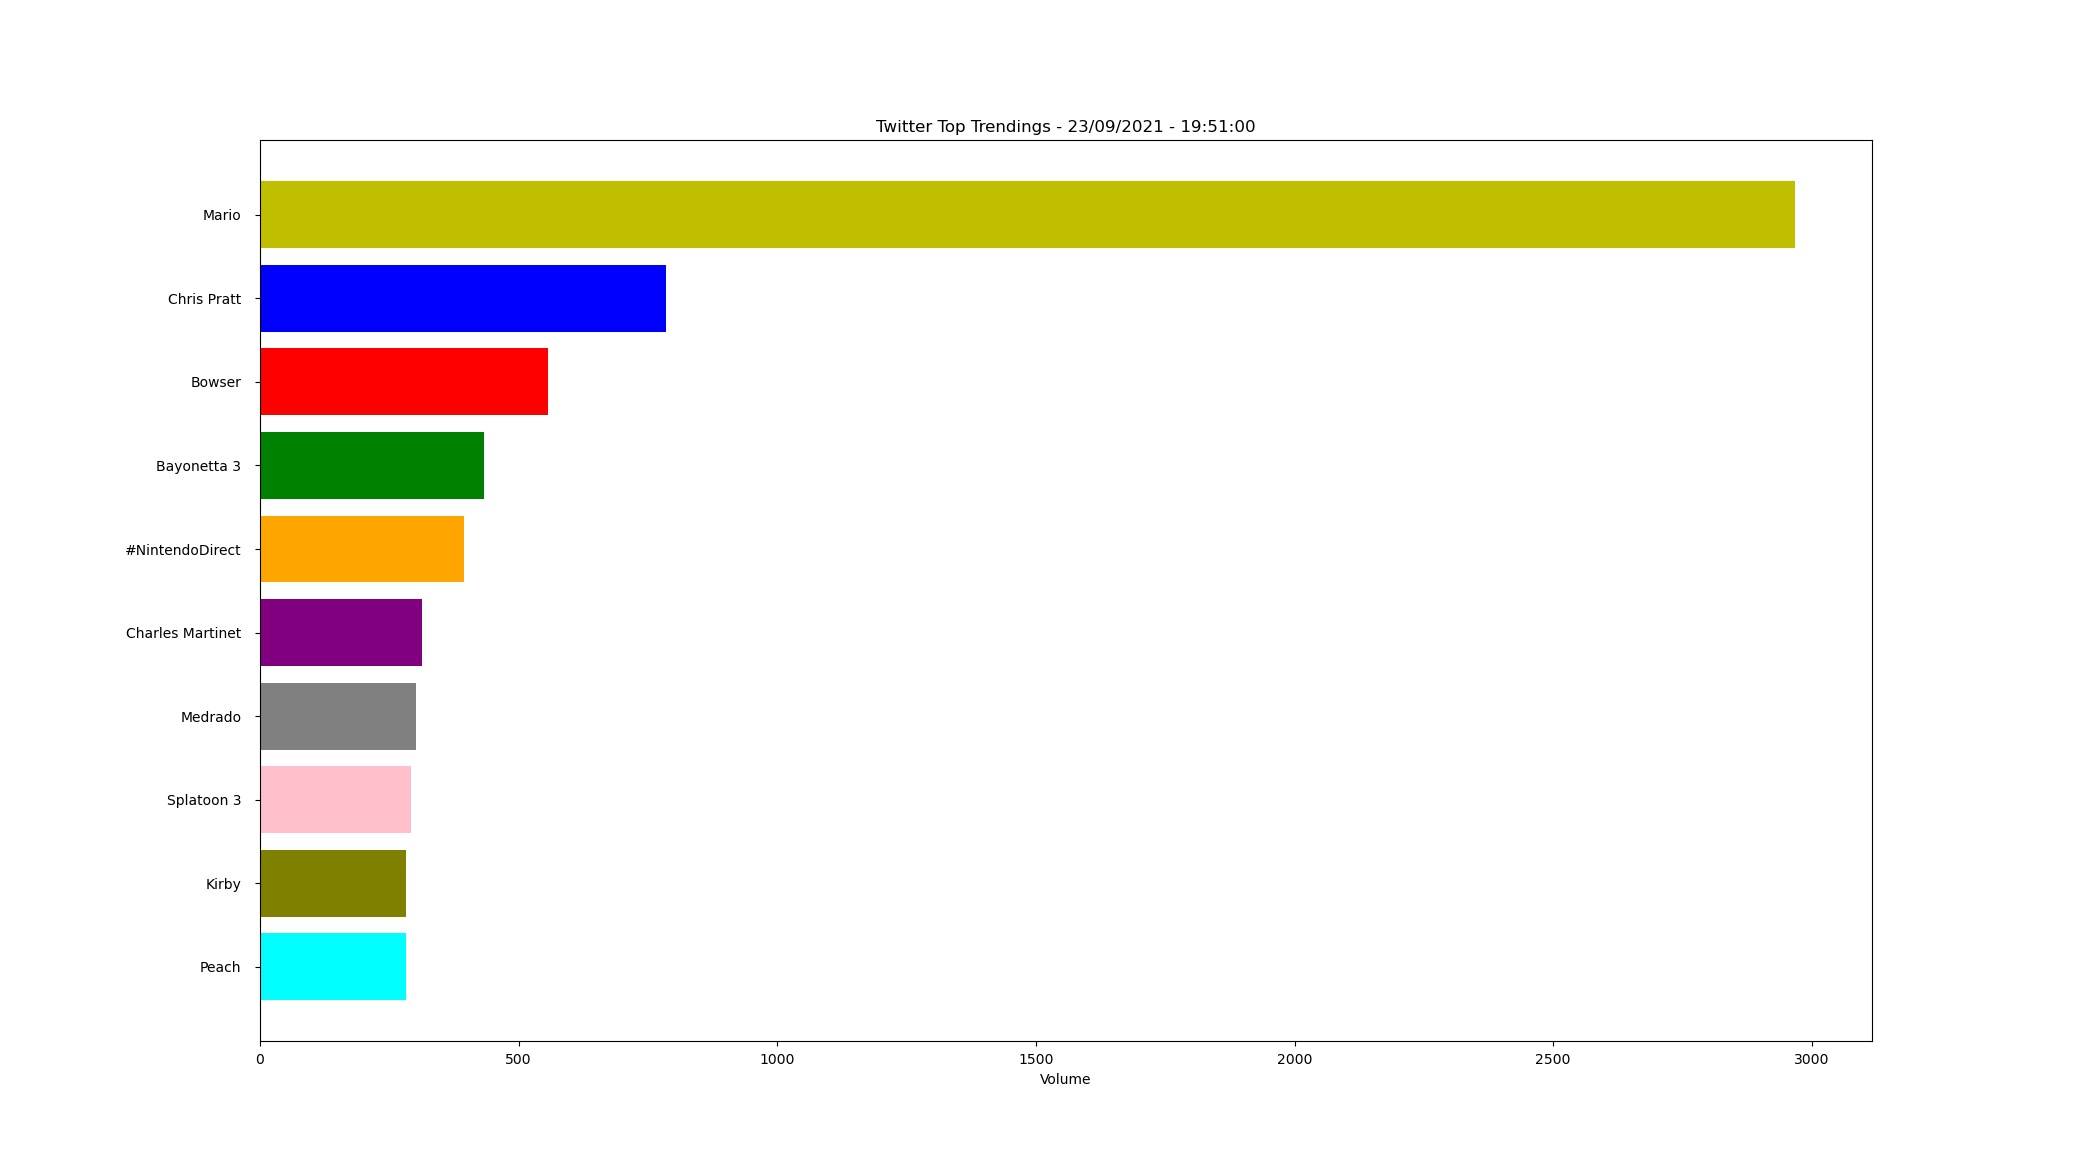 Twitter Top Trendings - 23/09/2021 - 19:51:00
Mario
Chris Pratt
Bowser
Bayonetta 3
#NintendoDirect
Charles Martinet
Medrado
Splatoon 3
Kirby
Peach
0 500 1000 1500 2000 2500 3000
Volume